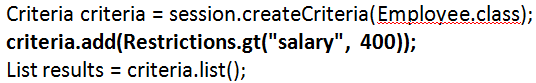 Criteria criteria = session.createCriteria(Employee.class);
criteria.add(Restrictions.gt("salary", 400));
List results = criteria.list();